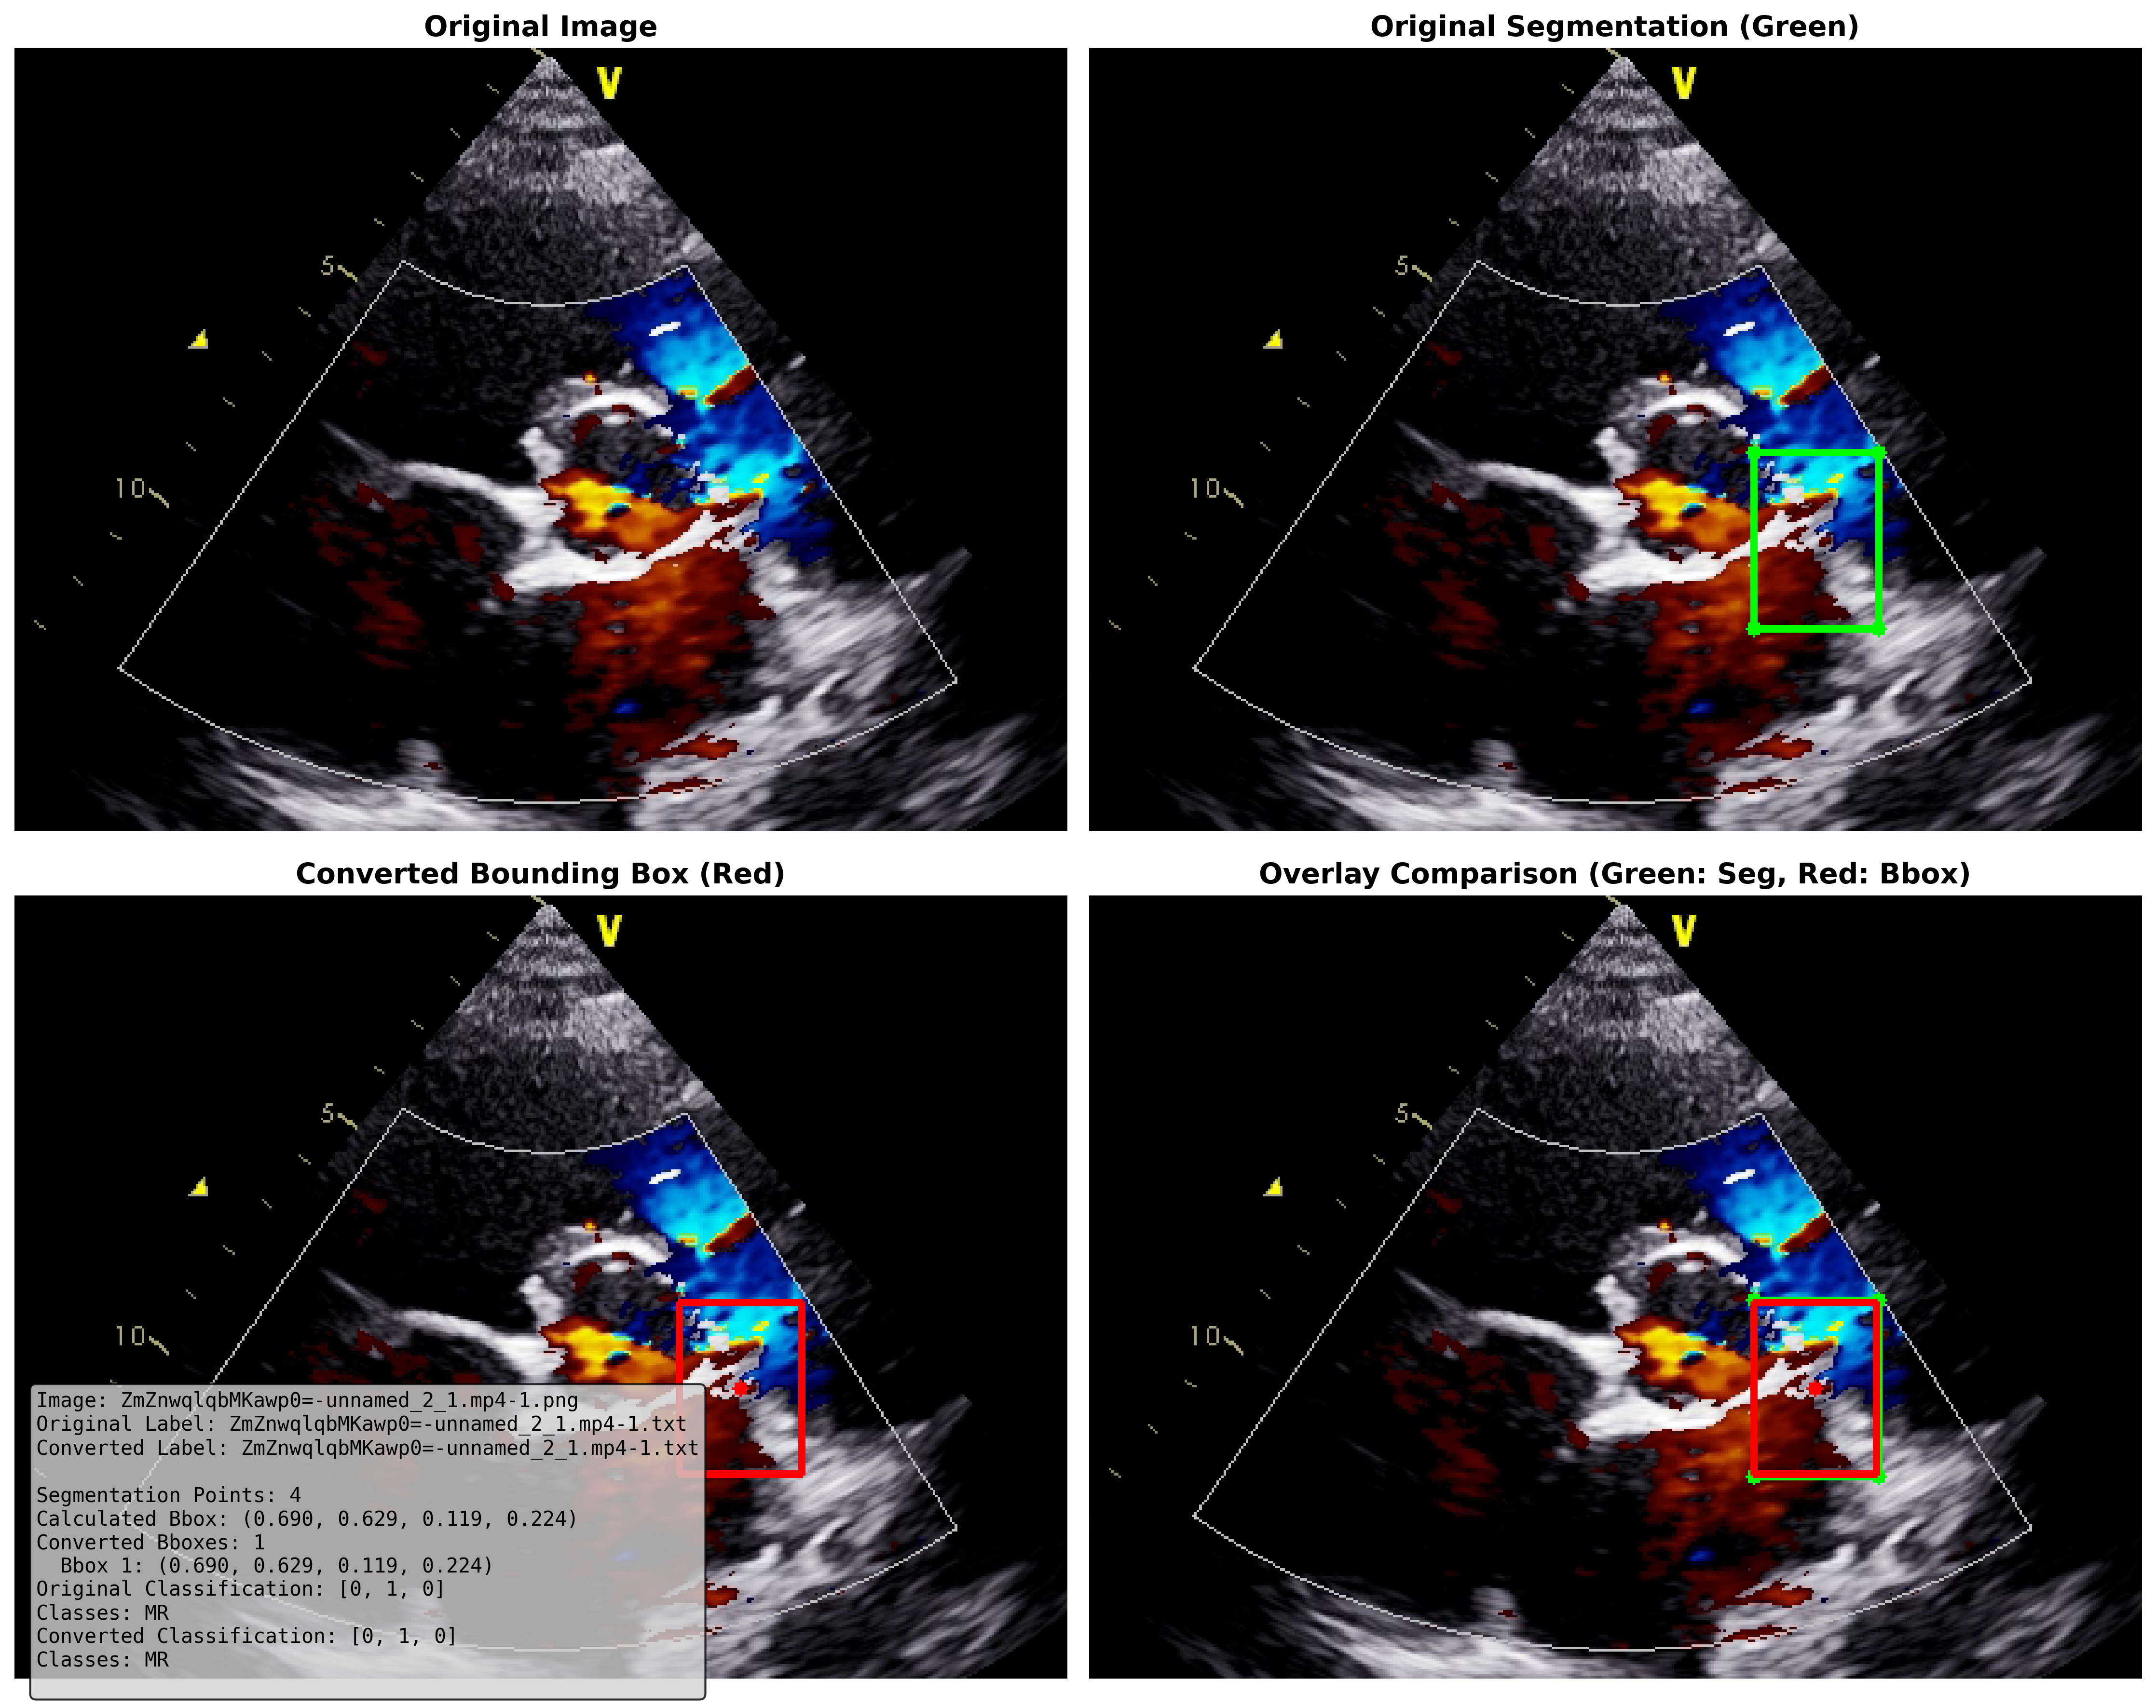 Original Image
Original Segmentation (Green)
V
5
10
V
5
10
Converted Bounding Box (Red)
Overlay Comparison (Green: Seg, Red: Bbox)
V
5
10
V
5
10
Image: ZmZnwqlqbMKawp0=-unnamed_2_1.mp4-1.png
Original Label: ZmZnwqlqbMKawp0=-unnamed_2_1.mp4-1.txt
Converted Label: ZmZnwqlqbMKawp0=-unnamed_2_1.mp4-1.txt
Segmentation Points: 4
Calculated Bbox: (0.690, 0.629, 0.119, 0.224)
Converted Bboxes: 1
Bbox 1: (0.690, 0.629, 0.119, 0.224)
Original Classification: [0, 1, 0]
Classes: MR
Converted Classification: [0, 1, 0]
Classes: MR